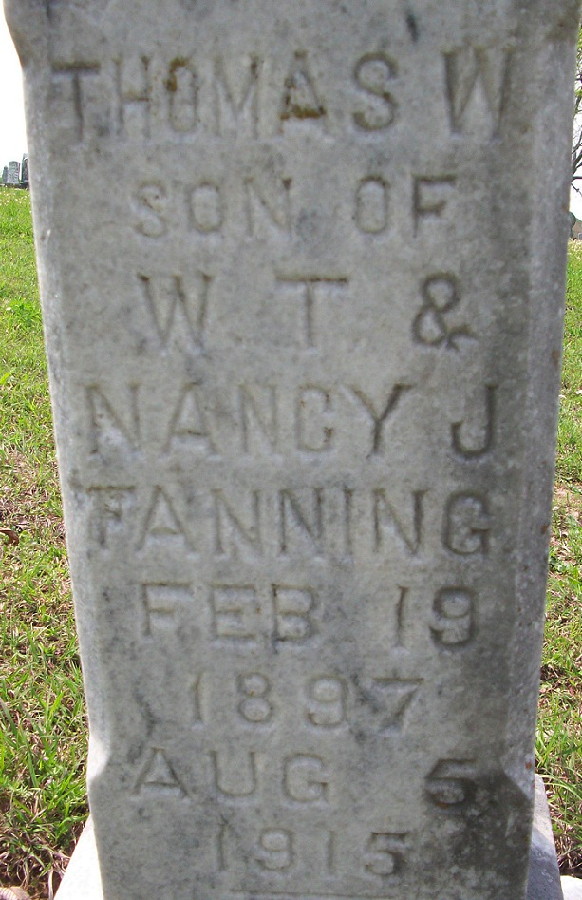 THOMAS W
SON OF
W. T. &
NANCY J
FANNING
FEB 19
1897
AUG 5
1915